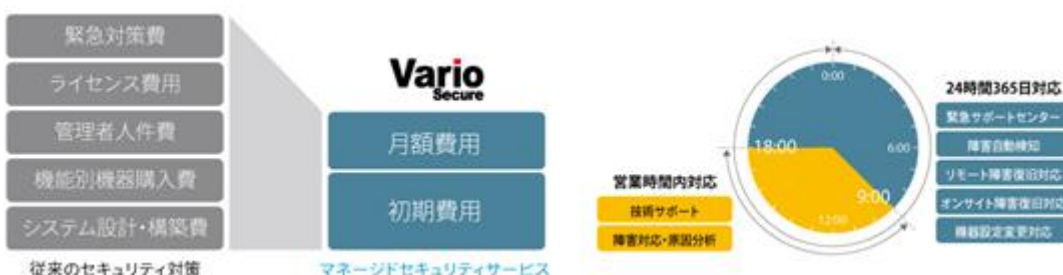 緊急対策費
ライセンス費用
管理者人件費
機能別機器購入費
システム設計・構築費
従来のセキュリティ対策
Vario
Secure
月額費用
初期費用
マネージドセキュリティサービス
0:00
6:00
9:00
12:00
18:00
営業時間内対応
技術サポート
障害対応・原因分析
24時間365日対応
緊急サポートセンター
障害自動検知
リモート障害復旧対応
オンサイト障害復旧対応
機器設定変更対応